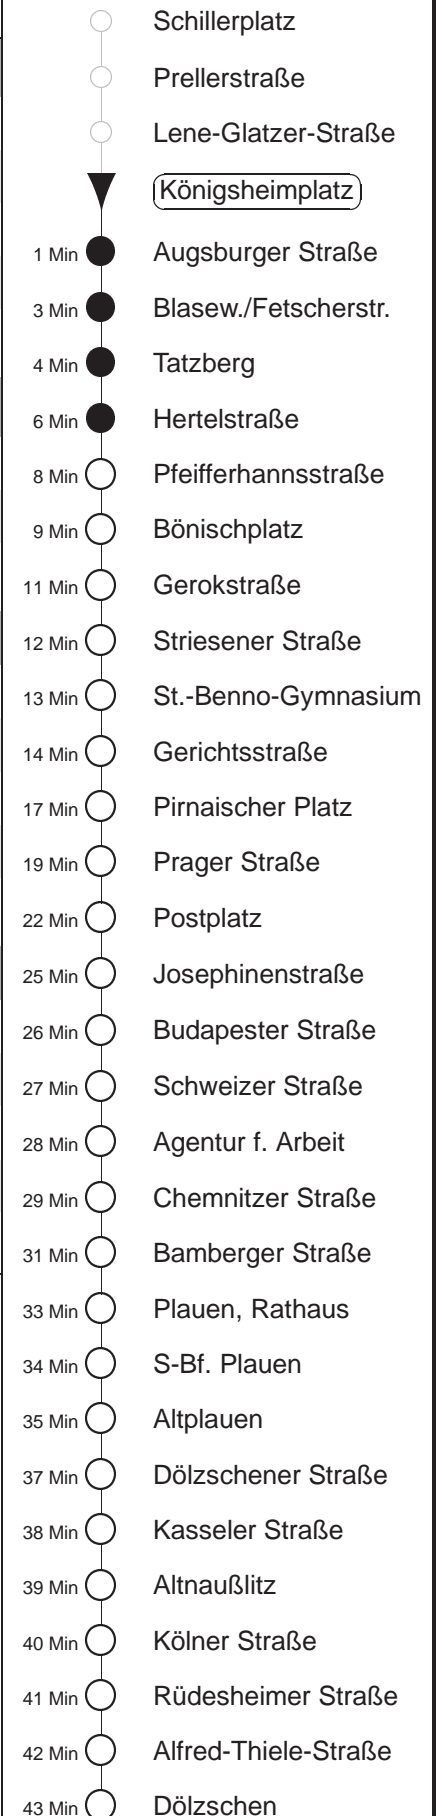 Schillerplatz
Prellerstraße
Lene-Glatzer-Straße
Königsheimplatz
1 Min Augsburger Straße
3 Min Blasew./Fetscherstr.
4 Min Tatzberg
6 Min Hertelstraße
8 Min Pfeifferhannsstraße
9 Min Bönischplatz
11 Min Gerokstraße
12 Min Striesener Straße
13 Min St.-Benno-Gymnasium
14 Min Gerichtsstraße
17 Min Pirnaischer Platz
19 Min Prager Straße
22 Min Postplatz
25 Min Josephinenstraße
26 Min Budapester Straße
27 Min Schweizer Straße
28 Min Agentur f. Arbeit
29 Min Chemnitzer Straße
31 Min Bamberger Straße
33 Min Plauen, Rathaus
34 Min S-Bf. Plauen
35 Min Altplauen
37 Min Dölzschener Straße
38 Min Kasseler Straße
39 Min Altnaußlitz
40 Min Kölner Straße
41 Min Rüdesheimer Straße
42 Min Alfred-Thiele-Straße
43 Min Dölzschen